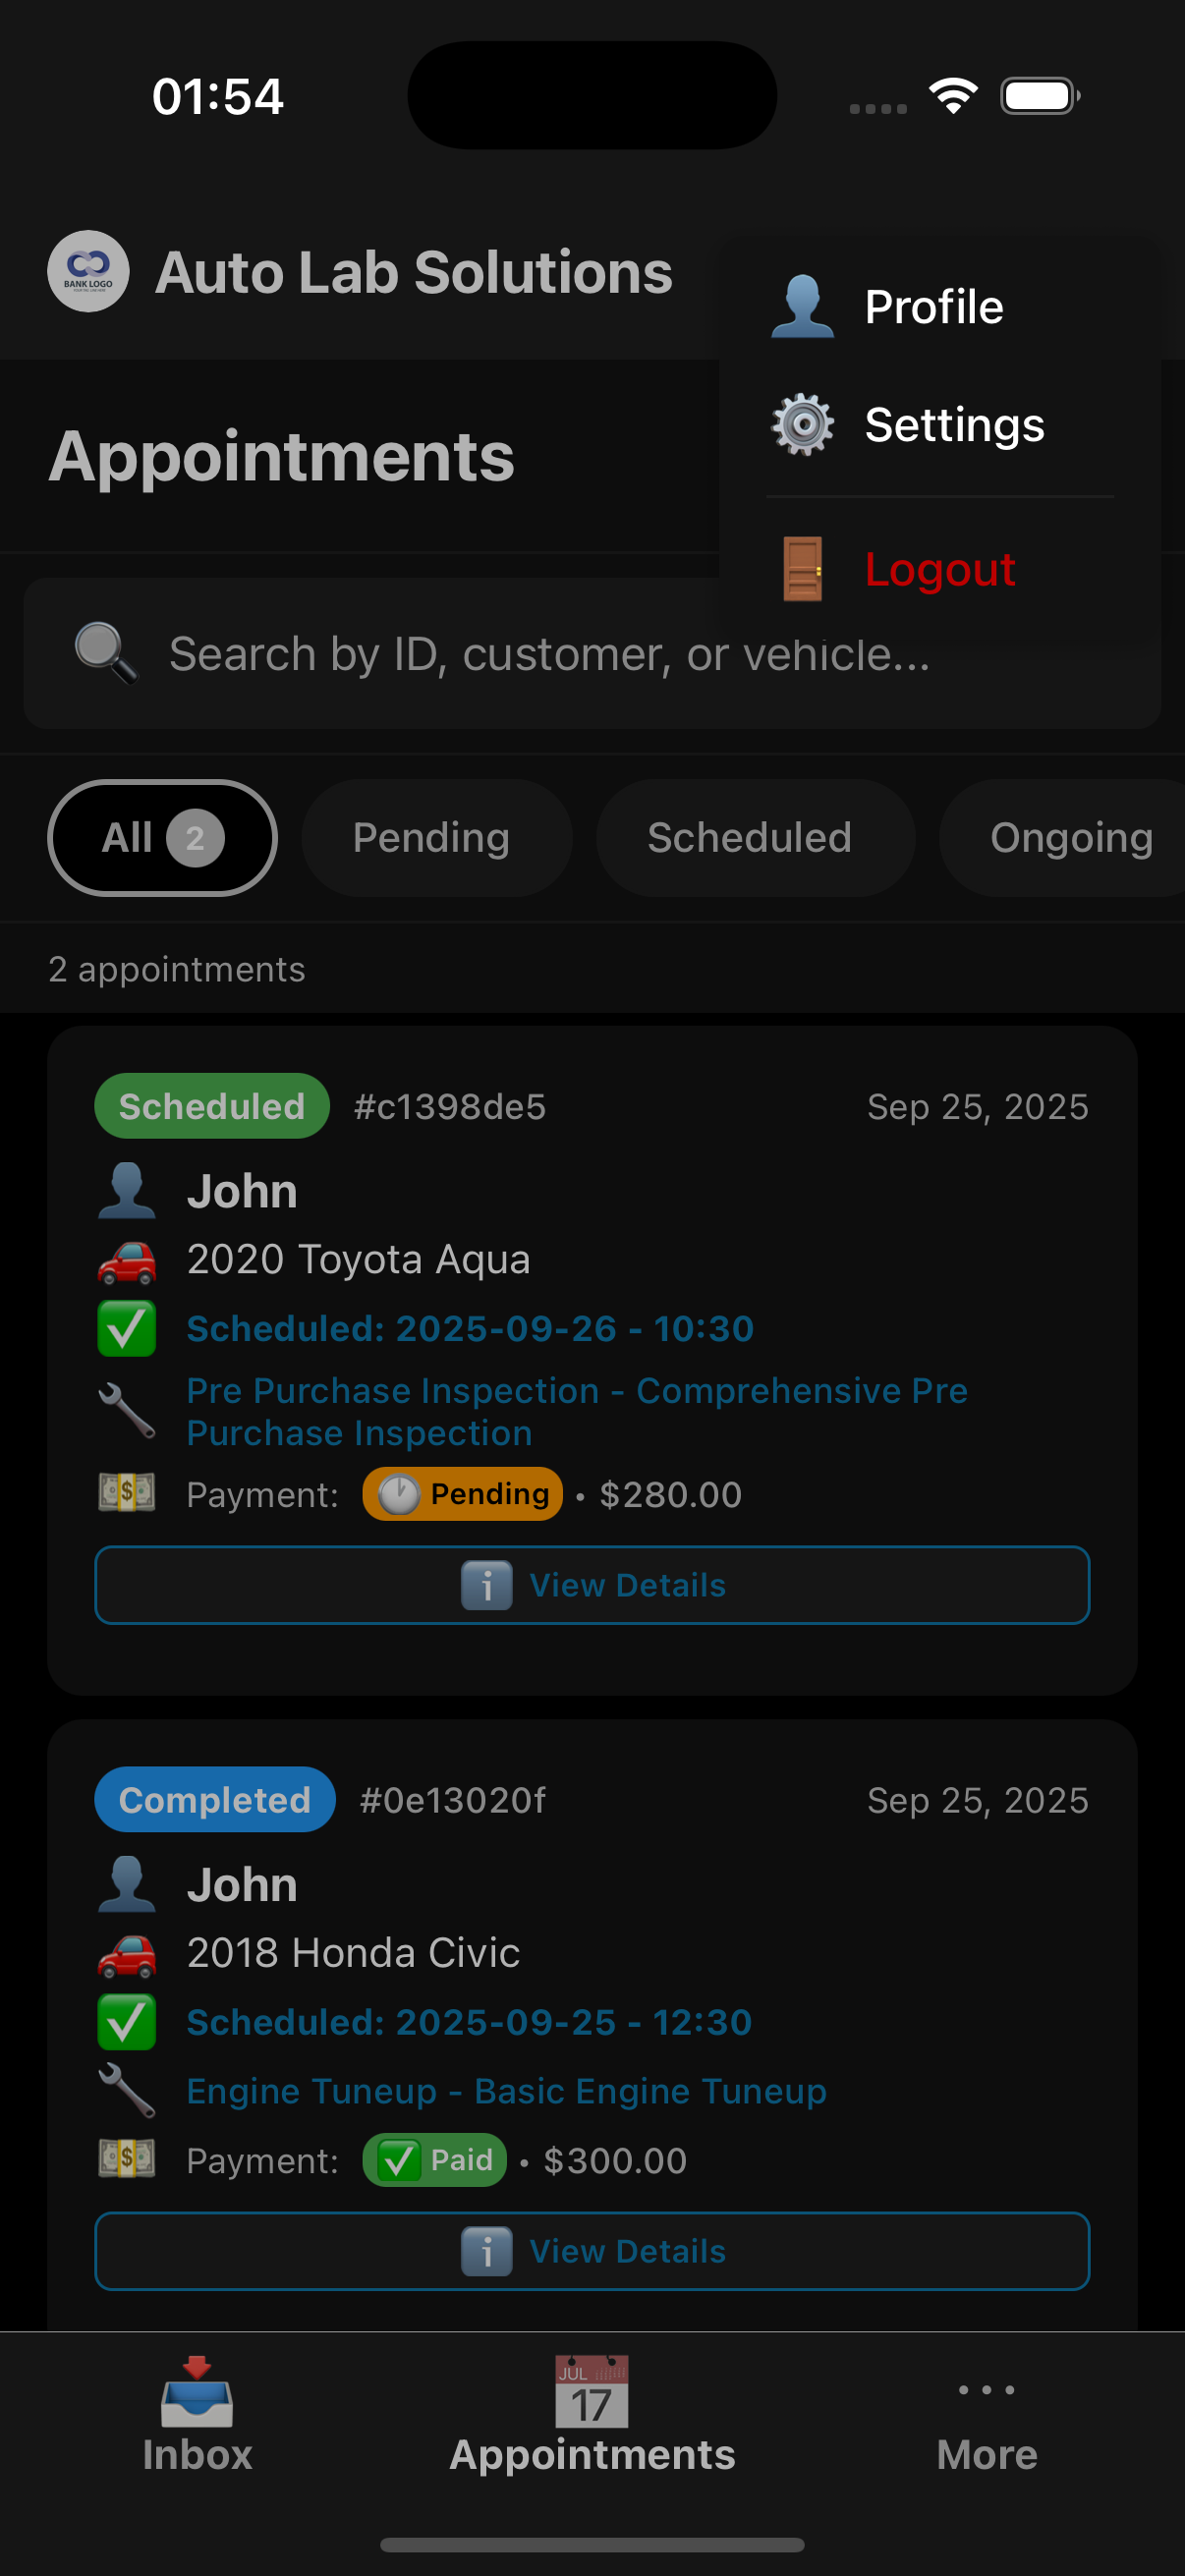 01:54
BANK LOGO
Auto Lab Solutions
Profile
Settings
Logout
Appointments
Search by ID, customer, or vehicle...
All 2
Pending
Scheduled
Ongoing
2 appointments
Scheduled #c1398de5 Sep 25, 2025
John
2020 Toyota Aqua
Scheduled: 2025-09-26 - 10:30
Pre Purchase Inspection - Comprehensive Pre
Purchase Inspection
Payment: Pending • $280.00
View Details
Completed #0e13020f Sep 25, 2025
John
2018 Honda Civic
Scheduled: 2025-09-25 - 12:30
Engine Tuneup - Basic Engine Tuneup
Payment: Paid • $300.00
View Details
JUL
17
Inbox
Appointments
More